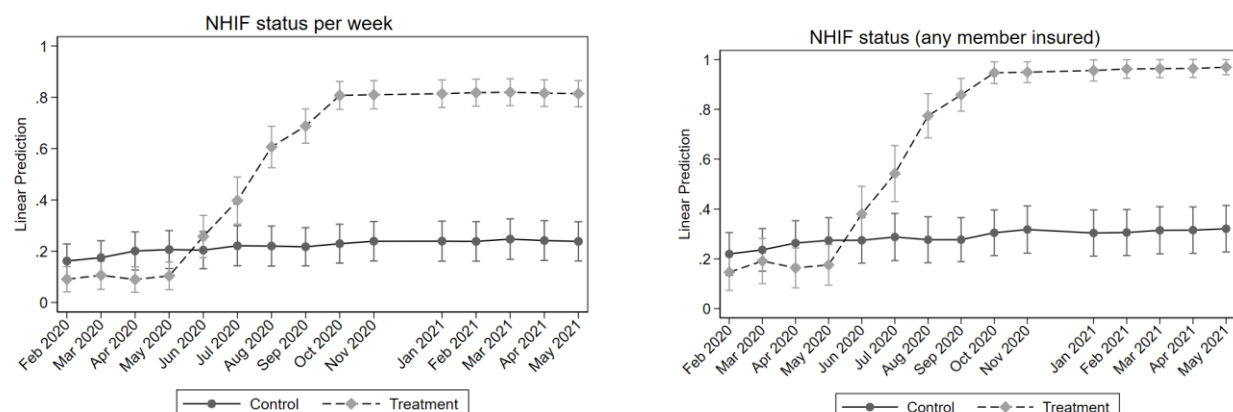 NHIF status per week
Linear Prediction
1
.8
.6
.4
.2
0
Feb 2020
Mar 2020
Apr 2020
May 2020
Jun 2020
Jul 2020
Aug 2020
Sep 2020
Oct 2020
Nov 2020
Jan 2021
Feb 2021
Mar 2021
Apr 2021
May 2021
Control
Treatment
NHIF status (any member insured)
Linear Prediction
1
.8
.6
.4
.2
0
Feb 2020
Mar 2020
Apr 2020
May 2020
Jun 2020
Jul 2020
Aug 2020
Sep 2020
Oct 2020
Nov 2020
Jan 2021
Feb 2021
Mar 2021
Apr 2021
May 2021
Control
Treatment